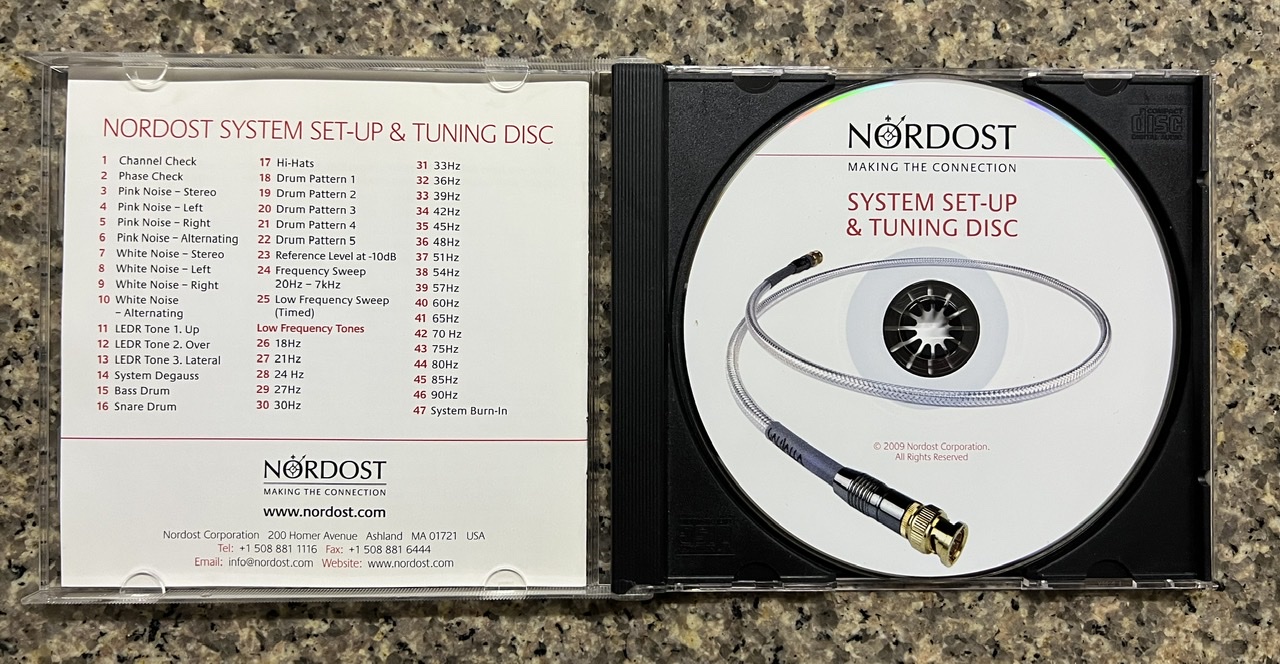 NORDOST SYSTEM SET-UP & TUNING DISC
1 Channel Check
2 Phase Check
3 Pink Noise – Stereo
4 Pink Noise – Left
5 Pink Noise – Right
6 Pink Noise – Alternating
7 White Noise – Stereo
8 White Noise – Left
9 White Noise – Right
10 White Noise
– Alternating
11 LEDR Tone 1. Up
12 LEDR Tone 2. Over
13 LEDR Tone 3. Lateral
14 System Degauss
15 Bass Drum
16 Snare Drum
17 Hi-Hats
18 Drum Pattern 1
19 Drum Pattern 2
20 Drum Pattern 3
21 Drum Pattern 4
22 Drum Pattern 5
23 Reference Level at -10dB
24 Frequency Sweep
20Hz – 7kHz
25 Low Frequency Sweep
(Timed)
Low Frequency Tones
26 18Hz
27 21Hz
28 24 Hz
29 27Hz
30 30Hz
31 33Hz
32 36Hz
33 39Hz
34 42Hz
35 45Hz
36 48Hz
37 51Hz
38 54Hz
39 57Hz
40 60Hz
41 65Hz
42 70 Hz
43 75Hz
44 80Hz
45 85Hz
46 90Hz
47 System Burn-In
NORDOST
MAKING THE CONNECTION
www.nordost.com
Nordost Corporation 200 Homer Avenue Ashland MA 01721 USA
Tel: +1 508 881 1116 Fax: +1 508 881 6444
Email: info@nordost.com Website: www.nordost.com
COMPACT
disc
DIGITAL AUDIO
NORDOST
MAKING THE CONNECTION
SYSTEM SET-UP
& TUNING DISC
VALHALLA
© 2009 Nordost Corporation.
All Rights Reserved